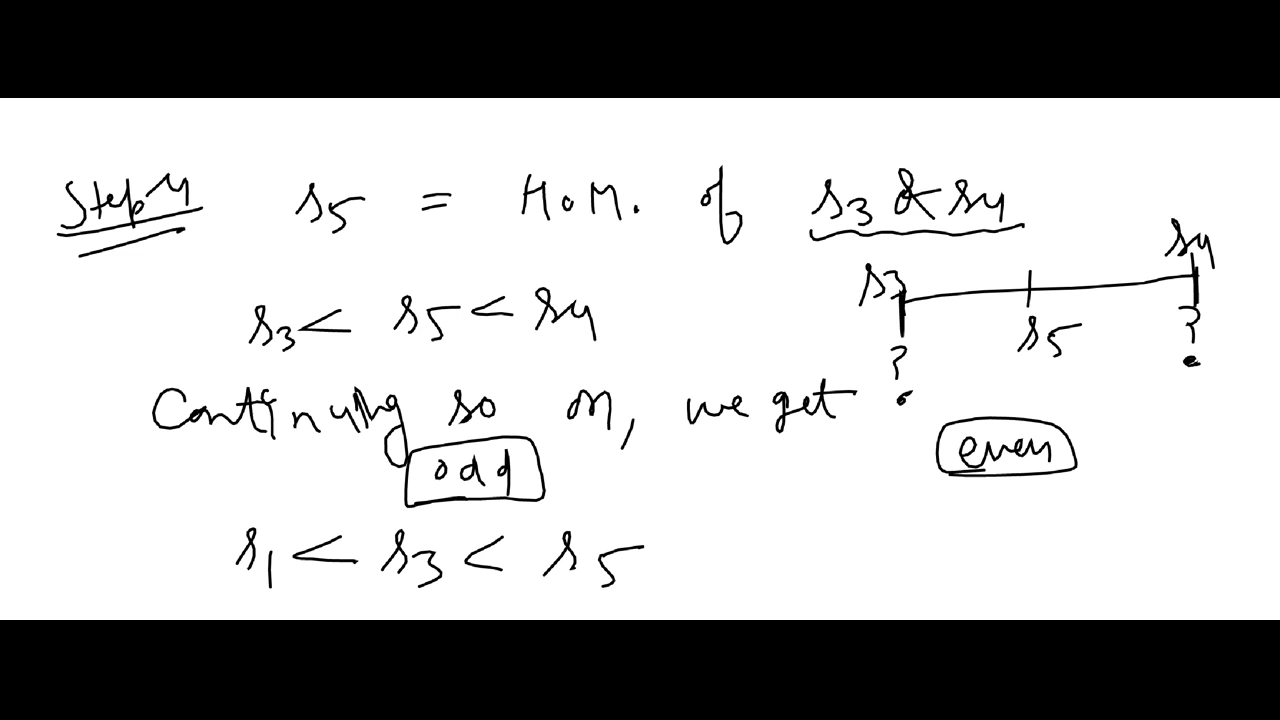 Step 4 s5 = H.M. of s3 & s4
s4
s3
s3 < s5 < s4
s5
?
?
Continuing so on, we get
even
odd
s1 < s3 < s5